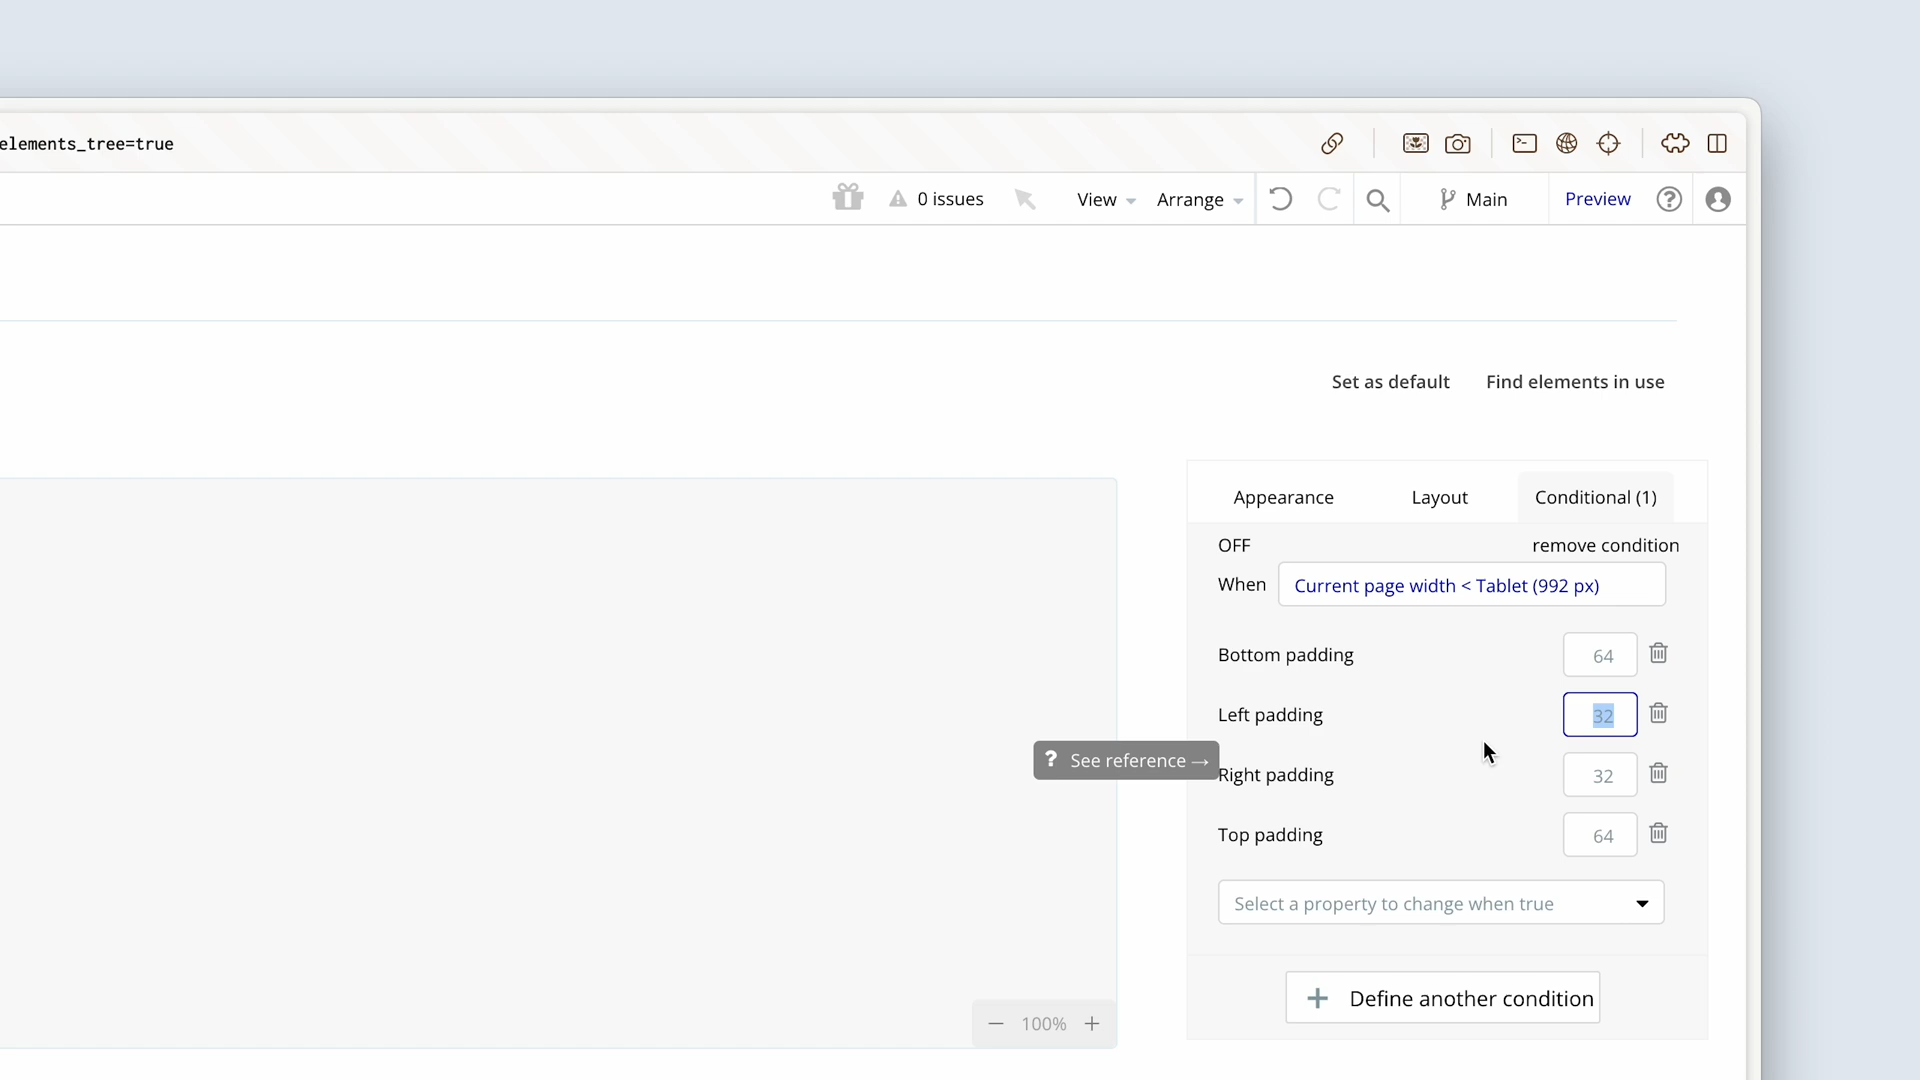 elements_tree=true
0 issues
View
Arrange
Main
Preview
Set as default
Find elements in use
Appearance
Layout
Conditional (1)
OFF
remove condition
When
Current page width < Tablet (992 px)
Bottom padding
64
Left padding
32
? See reference →
Right padding
32
Top padding
64
Select a property to change when true
+ Define another condition
— 100% +